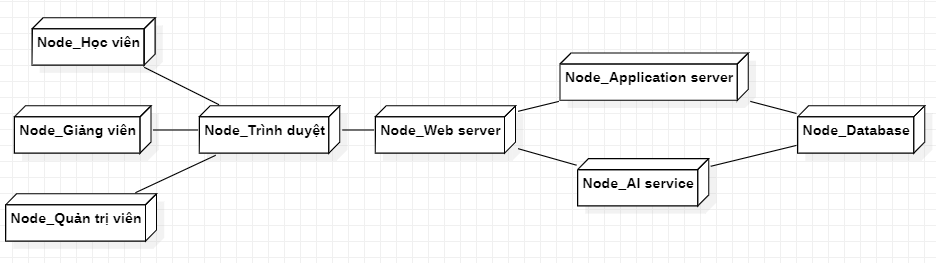 Node_Học viên
Node_Giảng viên
Node_Quản trị viên
Node_Trình duyệt
Node_Web server
Node_Application server
Node_AI service
Node_Database